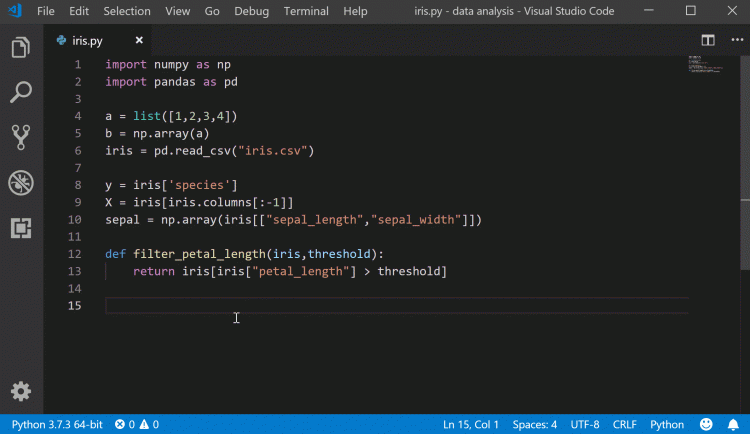 File Edit Selection View Go Debug Terminal Help iris.py - data analysis - Visual Studio Code
iris.py
1 import numpy as np
2 import pandas as pd
3
4 a = list([1,2,3,4])
5 b = np.array(a)
6 iris = pd.read_csv("iris.csv")
7
8 y = iris['species']
9 X = iris[iris.columns[:-1]]
10 sepal = np.array(iris[["sepal_length","sepal_width"]])
11
12 def filter_petal_length(iris,threshold):
13     return iris[iris["petal_length"] > threshold]
14
15
Python 3.7.3 64-bit 0 0 Ln 15, Col 1 Spaces: 4 UTF-8 CRLF Python